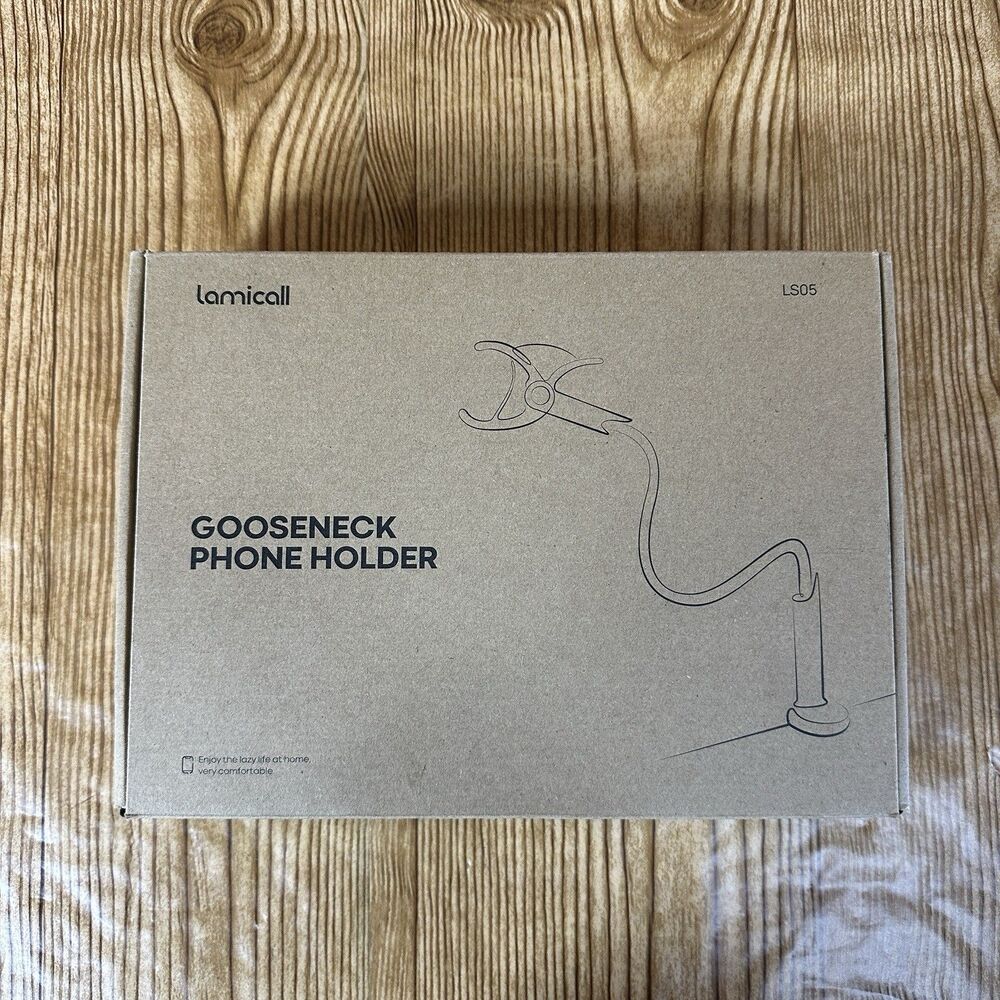 lamicall
LS05
GOOSENECK
PHONE HOLDER
Enjoy the lazy life at home,
very comfortable